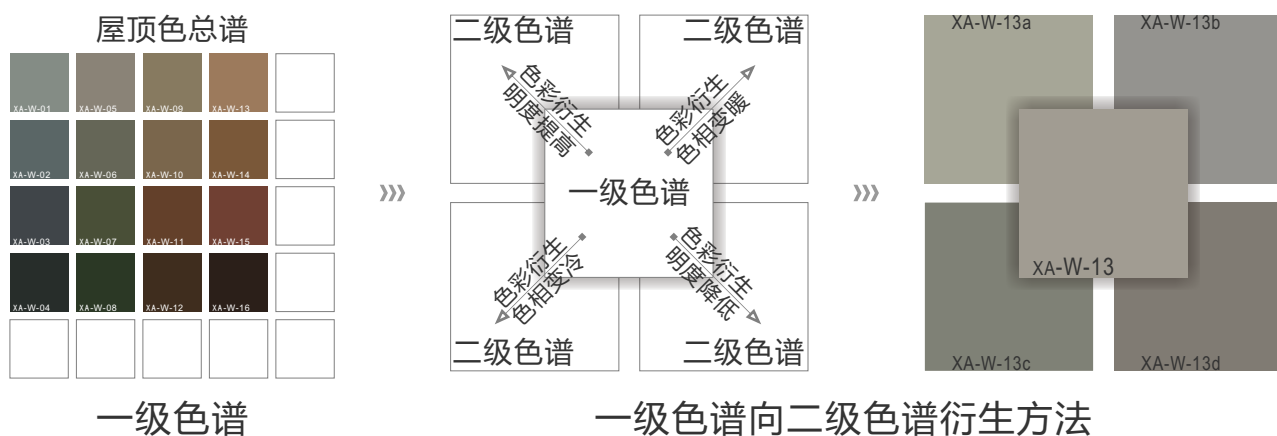 屋顶色总谱
XA-W-01 XA-W-05 XA-W-09 XA-W-13
XA-W-02 XA-W-06 XA-W-10 XA-W-14
XA-W-03 XA-W-07 XA-W-11 XA-W-15
XA-W-04 XA-W-08 XA-W-12 XA-W-16
一级色谱
二级色谱
二级色谱
色彩衍生
明度提高
色彩衍生
色相变暖
一级色谱
色彩衍生
色相变冷
色彩衍生
明度降低
二级色谱
二级色谱
XA-W-13a
XA-W-13b
XA-W-13
XA-W-13c
XA-W-13d
一级色谱向二级色谱衍生方法